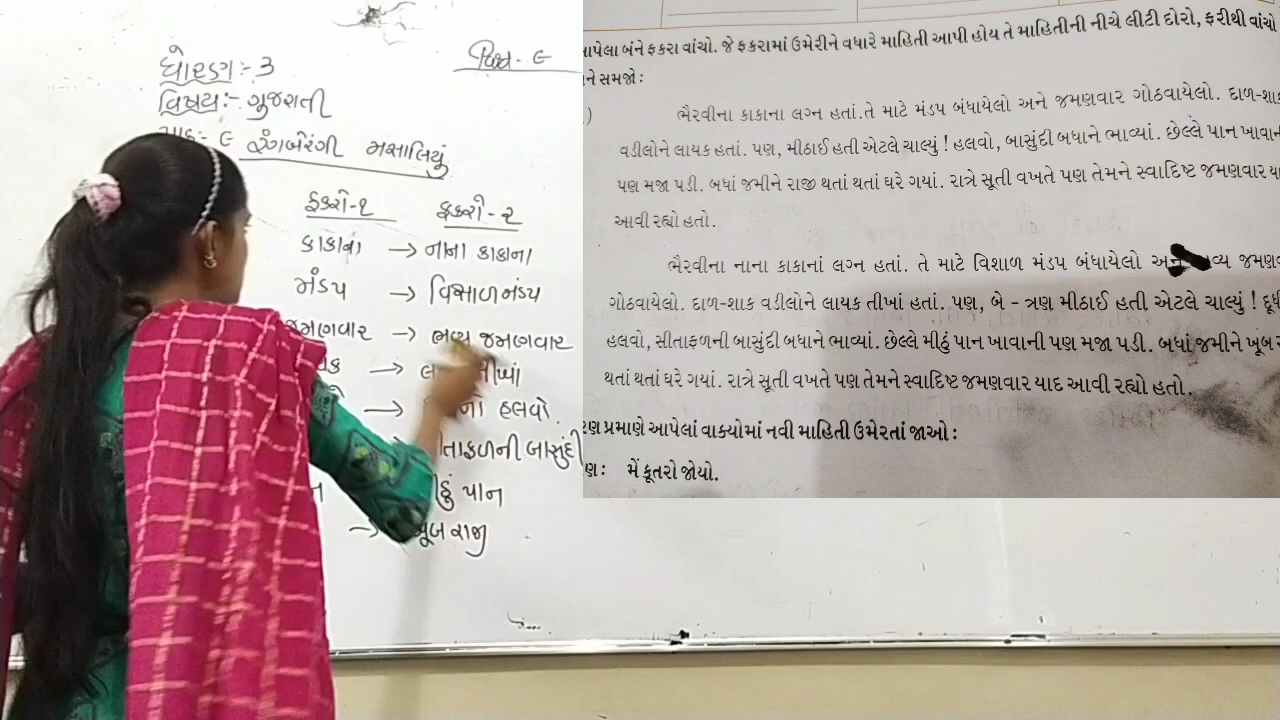 ધોરણ :- 3
વિષય :- ગુજરાતી
૯ રંગબેરંગી મસાલિયું
ફકરો-૧ ફકરો-૨
→ નાના કાકાના
મંડપ → વિશાળ મંડપ
જમણવાર → ભવ્ય જમણવાર
→ તીખાં
→ હલવો
સીતાફળની બાસુંદી
પાન
→ ખૂબ રાજી
આપેલા બંને ફકરા વાંચો. જે ફકરામાં ઉમેરીને વધારે માહિતી આપી હોય તે માહિતીની નીચે લીટી દોરો, ફરીથી વાંચો
ને સમજો :
ભૈરવીના કાકાના લગ્ન હતાં.તે માટે મંડપ બંધાયેલો અને જમણવાર ગોઠવાયેલો. દાળ-શાક
વડીલોને લાયક હતાં. પણ, મીઠાઈ હતી એટલે ચાલ્યું ! હલવો, બાસુંદી બધાને ભાવ્યાં. છેલ્લે પાન ખાવાન
પણ મજા પડી. બધાં જમીને રાજી થતાં થતાં ઘરે ગયાં. રાત્રે સૂતી વખતે પણ તેમને સ્વાદિષ્ટ જમણવાર યા
આવી રહ્યો હતો.
ભૈરવીના નાના કાકાનાં લગ્ન હતાં. તે માટે વિશાળ મંડપ બંધાયેલો અને જમણ
ગોઠવાયેલો. દાળ-શાક વડીલોને લાયક તીખાં હતાં. પણ, બે - ત્રણ મીઠાઈ હતી એટલે ચાલ્યું !
હલવો, સીતાફળની બાસુંદી બધાને ભાવ્યાં. છેલ્લે મીઠું પાન ખાવાની પણ મજા પડી. બધાં જમીને ખૂબ
થતાં થતાં ઘરે ગયાં. રાત્રે સૂતી વખતે પણ તેમને સ્વાદિષ્ટ જમણવાર યાદ આવી રહ્યો હતો.
પ્રમાણે આપેલાં વાક્યોમાં નવી માહિતી ઉમેરતાં જાઓ :
મેં કૂતરો જોયો.